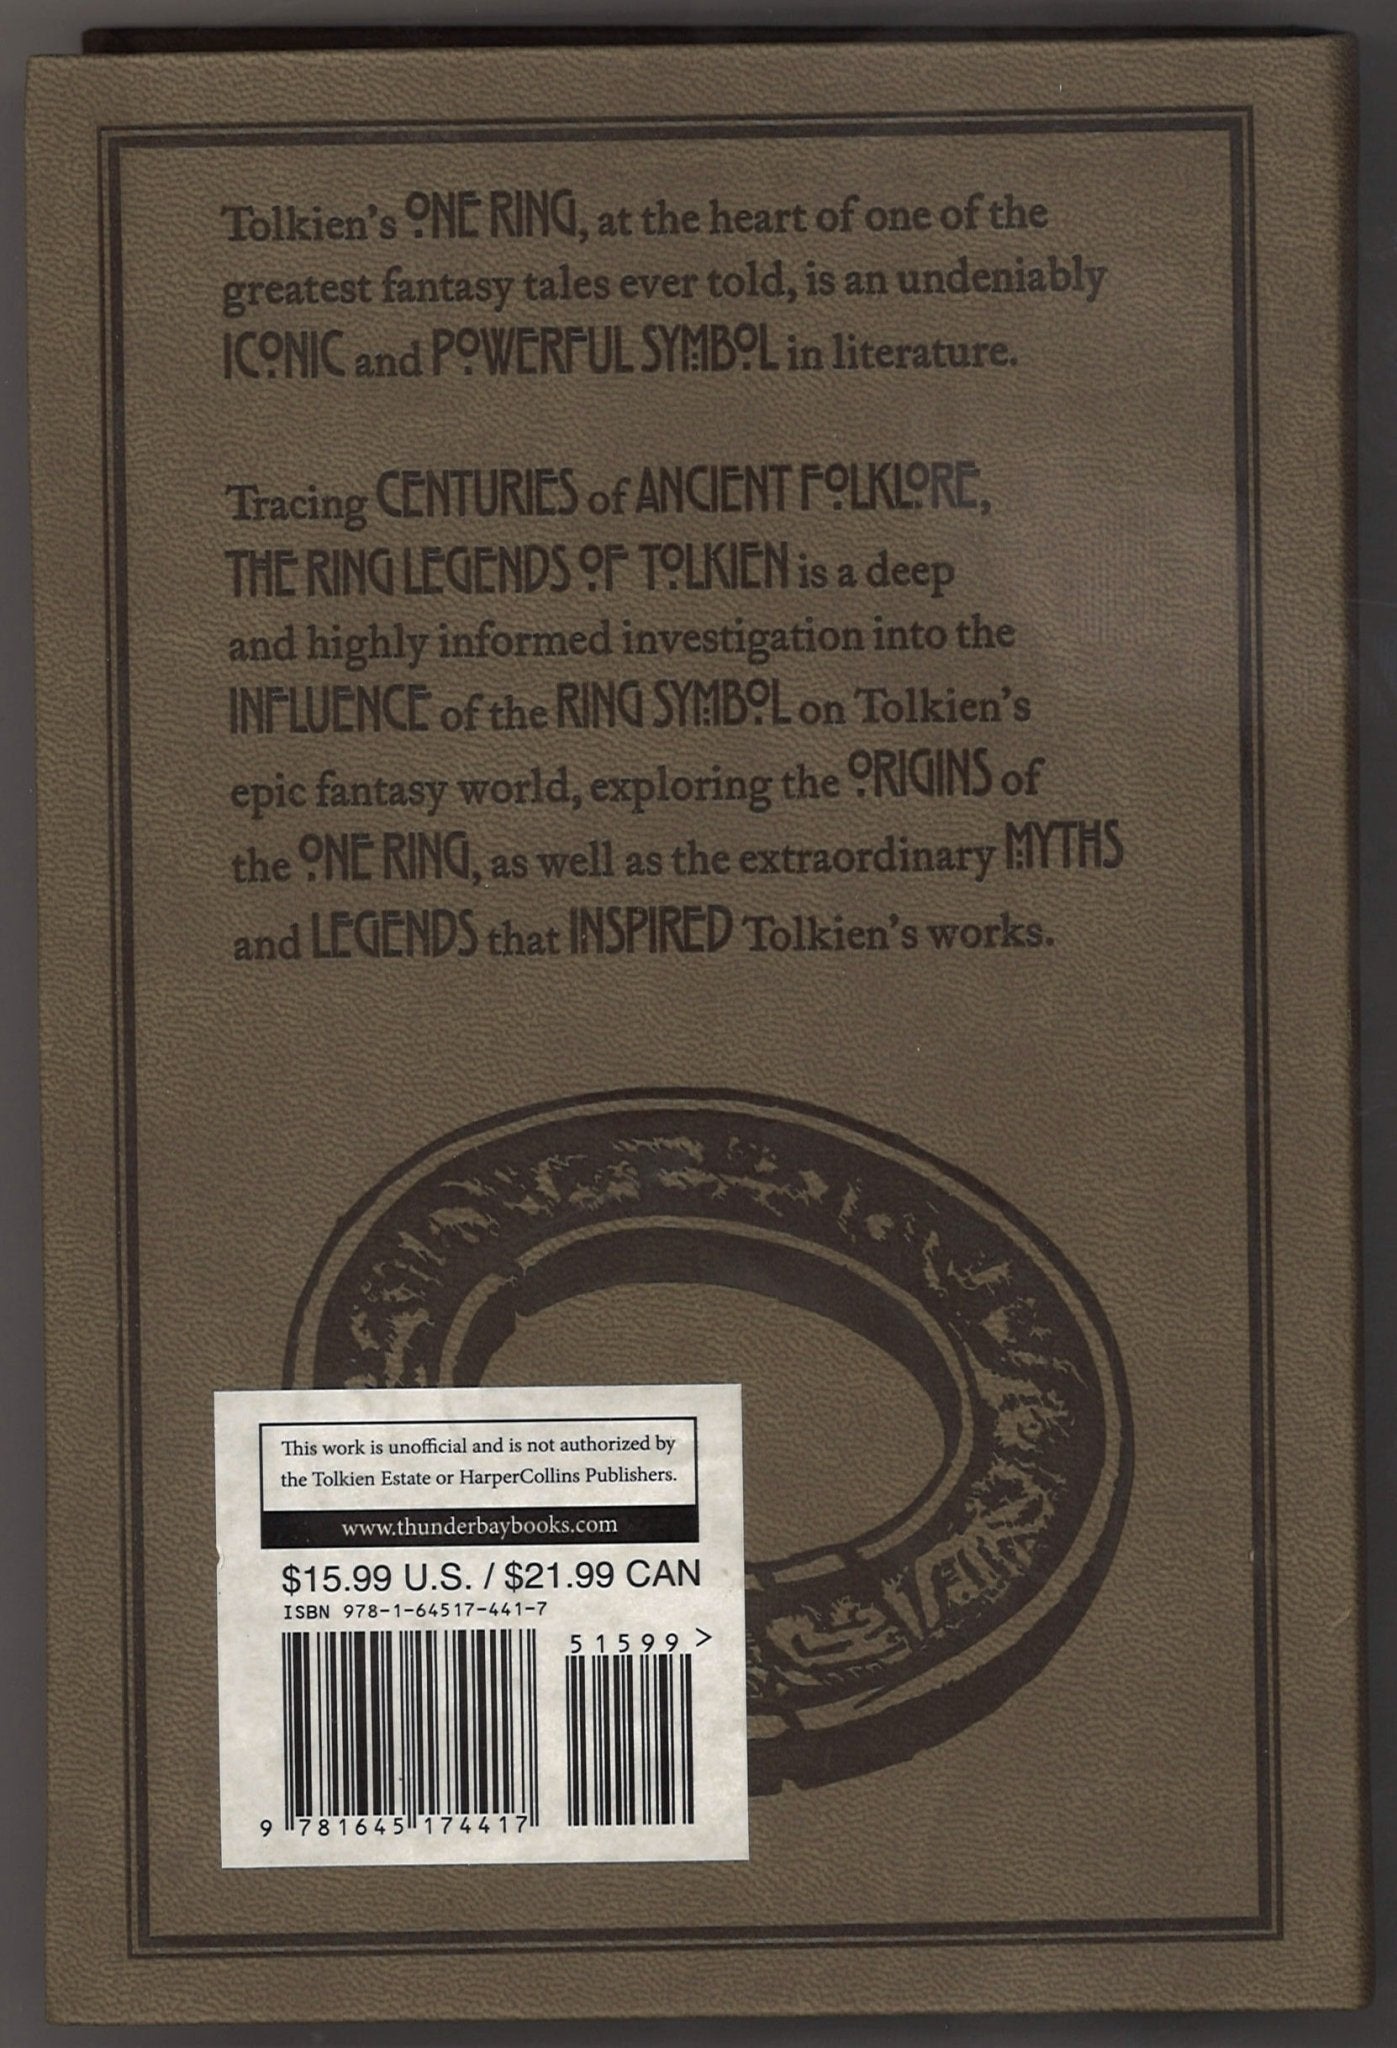 Tolkien's ONE RING, at the heart of one of the
greatest fantasy tales ever told, is an undeniably
ICONIC and POWERFUL SYMBOL in literature.
Tracing CENTURIES of ANCIENT FOLKLORE,
THE RING LEGENDS OF TOLKIEN is a deep
and highly informed investigation into the
INFLUENCE of the RING SYMBOL on Tolkien's
epic fantasy world, exploring the ORIGINS of
the ONE RING, as well as the extraordinary MYTHS
and LEGENDS that INSPIRED Tolkien's works.
This work is unofficial and is not authorized by
the Tolkien Estate or HarperCollins Publishers.
www.thunderbaybooks.com
$15.99 U.S. / $21.99 CAN
ISBN 978-1-64517-441-7
51599>
9 781645 174417